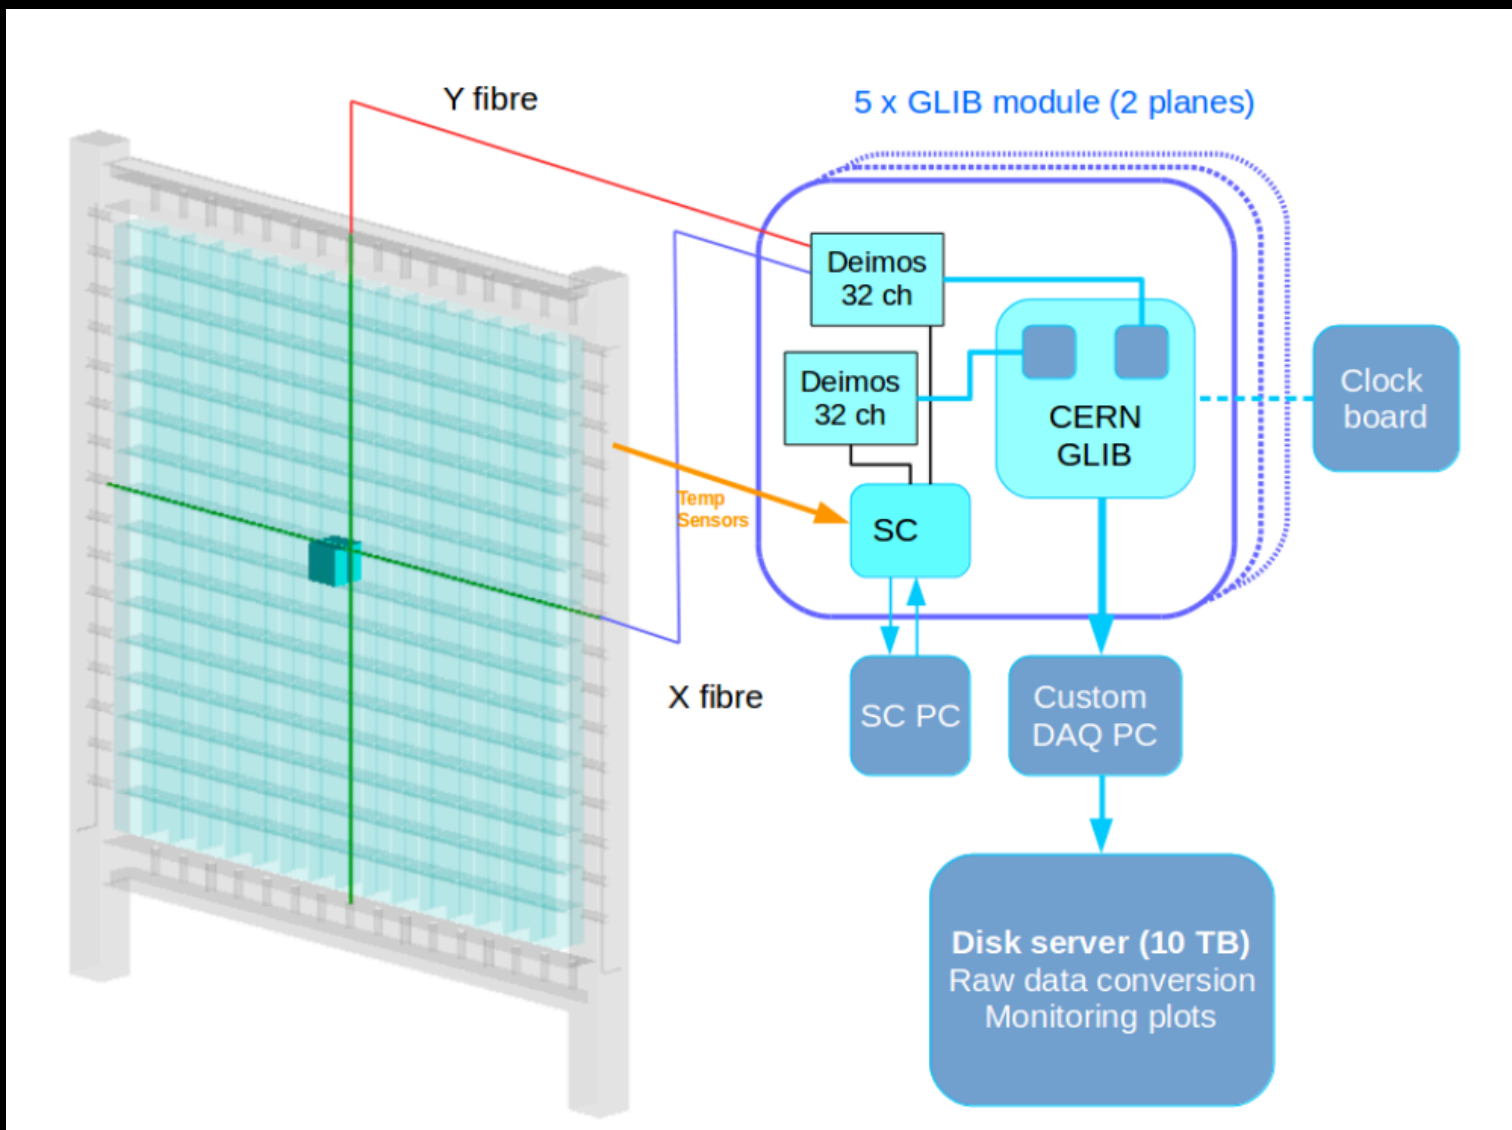 Y fibre
5 x GLIB module (2 planes)
Deimos
32 ch
Deimos
32 ch
CERN
GLIB
Clock
board
Temp
Sensors
SC
X fibre
SC PC
Custom
DAQ PC
Disk server (10 TB)
Raw data conversion
Monitoring plots